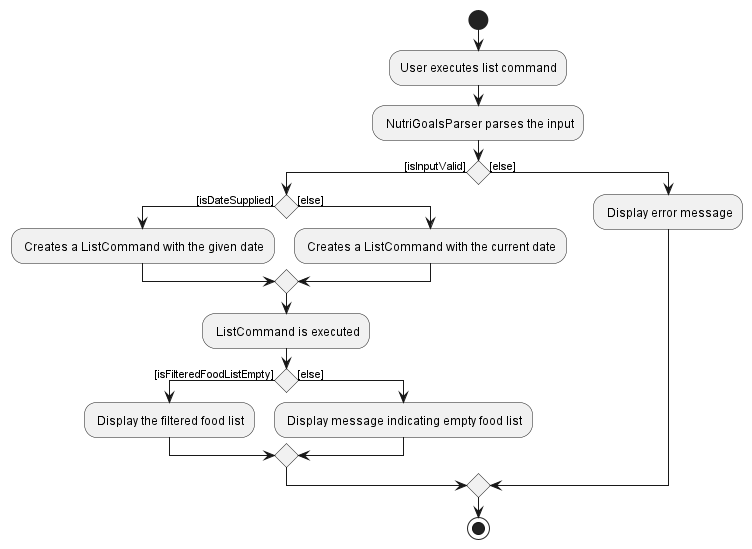 User executes list command
NutriGoalsParser parses the input
[isInputValid] [else]
[isDateSupplied] [else]
Display error message
Creates a ListCommand with the given date
Creates a ListCommand with the current date
ListCommand is executed
[isFilteredFoodListEmpty] [else]
Display the filtered food list
Display message indicating empty food list